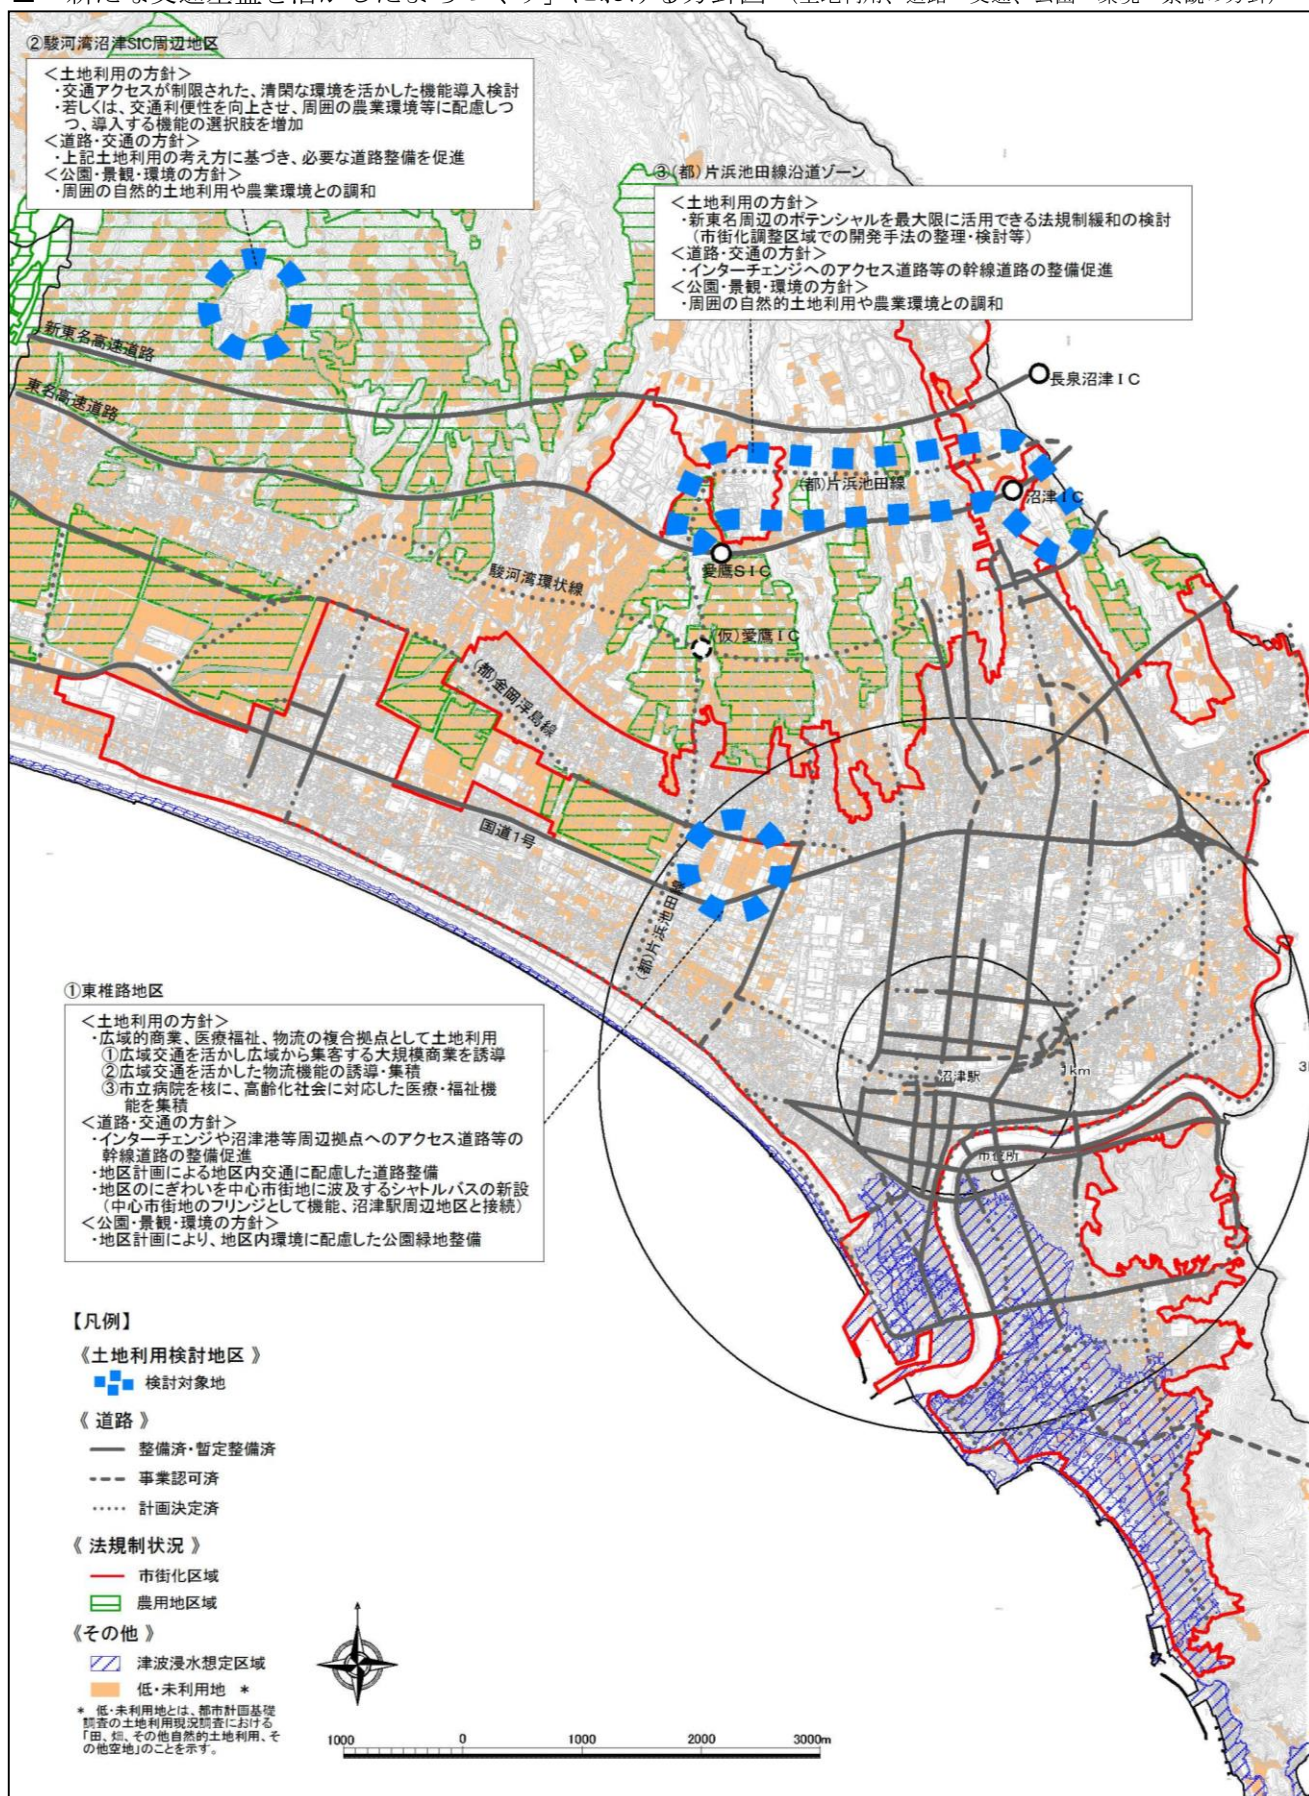 ②駿河湾沼津SIC周辺地区
＜土地利用の方針＞
・交通アクセスが制限された、清閑な環境を活かした機能導入検討
・若しくは、交通利便性を向上させ、周囲の農業環境等に配慮しつ
つ、導入する機能の選択肢を増加
＜道路・交通の方針＞
・上記土地利用の考え方に基づき、必要な道路整備を促進
＜公園・景観・環境の方針＞
・周囲の自然的土地利用や農業環境との調和
③(都)片浜池田線沿道ゾーン
＜土地利用の方針＞
・新東名周辺のポテンシャルを最大限に活用できる法規制緩和の検討
（市街化調整区域での開発手法の整理・検討等）
＜道路・交通の方針＞
・インターチェンジへのアクセス道路等の幹線道路の整備促進
＜公園・景観・環境の方針＞
・周囲の自然的土地利用や農業環境との調和
新東名高速道路
東名高速道路
長泉沼津ＩＣ
(都)片浜池田線
沼津ＩＣ
愛鷹ＳＩＣ
駿河湾環状線
(仮)愛鷹ＩＣ
(都)金岡浮島線
国道１号
(都)片浜池田線
①東椎路地区
＜土地利用の方針＞
・広域的商業、医療福祉、物流の複合拠点として土地利用
①広域交通を活かし広域から集客する大規模商業を誘導
②広域交通を活かした物流機能の誘導・集積
③市立病院を核に、高齢化社会に対応した医療・福祉機
能を集積
＜道路・交通の方針＞
・インターチェンジや沼津港等周辺拠点へのアクセス道路等の
幹線道路の整備促進
・地区計画による地区内交通に配慮した道路整備
・地区のにぎわいを中心市街地に波及するシャトルバスの新設
（中心市街地のフリンジとして機能、沼津駅周辺地区と接続）
＜公園・景観・環境の方針＞
・地区計画により、地区内環境に配慮した公園緑地整備
沼津駅
1km
市役所
【凡例】
《土地利用検討地区 》
検討対象地
《 道路 》
整備済・暫定整備済
事業認可済
計画決定済
《 法規制状況 》
市街化区域
農用地区域
《その他 》
津波浸水想定区域
低・未利用地 ＊
＊ 低・未利用地とは、都市計画基礎
調査の土地利用現況調査における
「田、畑、その他自然的土地利用、そ
の他空地」のことを示す。
1000 0 1000 2000 3000m